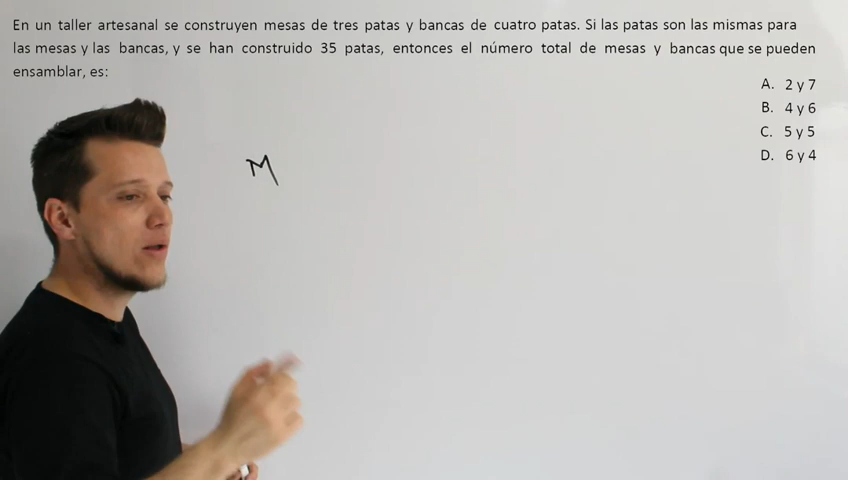 En un taller artesanal se construyen mesas de tres patas y bancas de cuatro patas. Si las patas son las mismas para
las mesas y las bancas, y se han construido 35 patas, entonces el número total de mesas y bancas que se pueden
ensamblar, es:
A. 2 y 7
B. 4 y 6
C. 5 y 5
D. 6 y 4
M